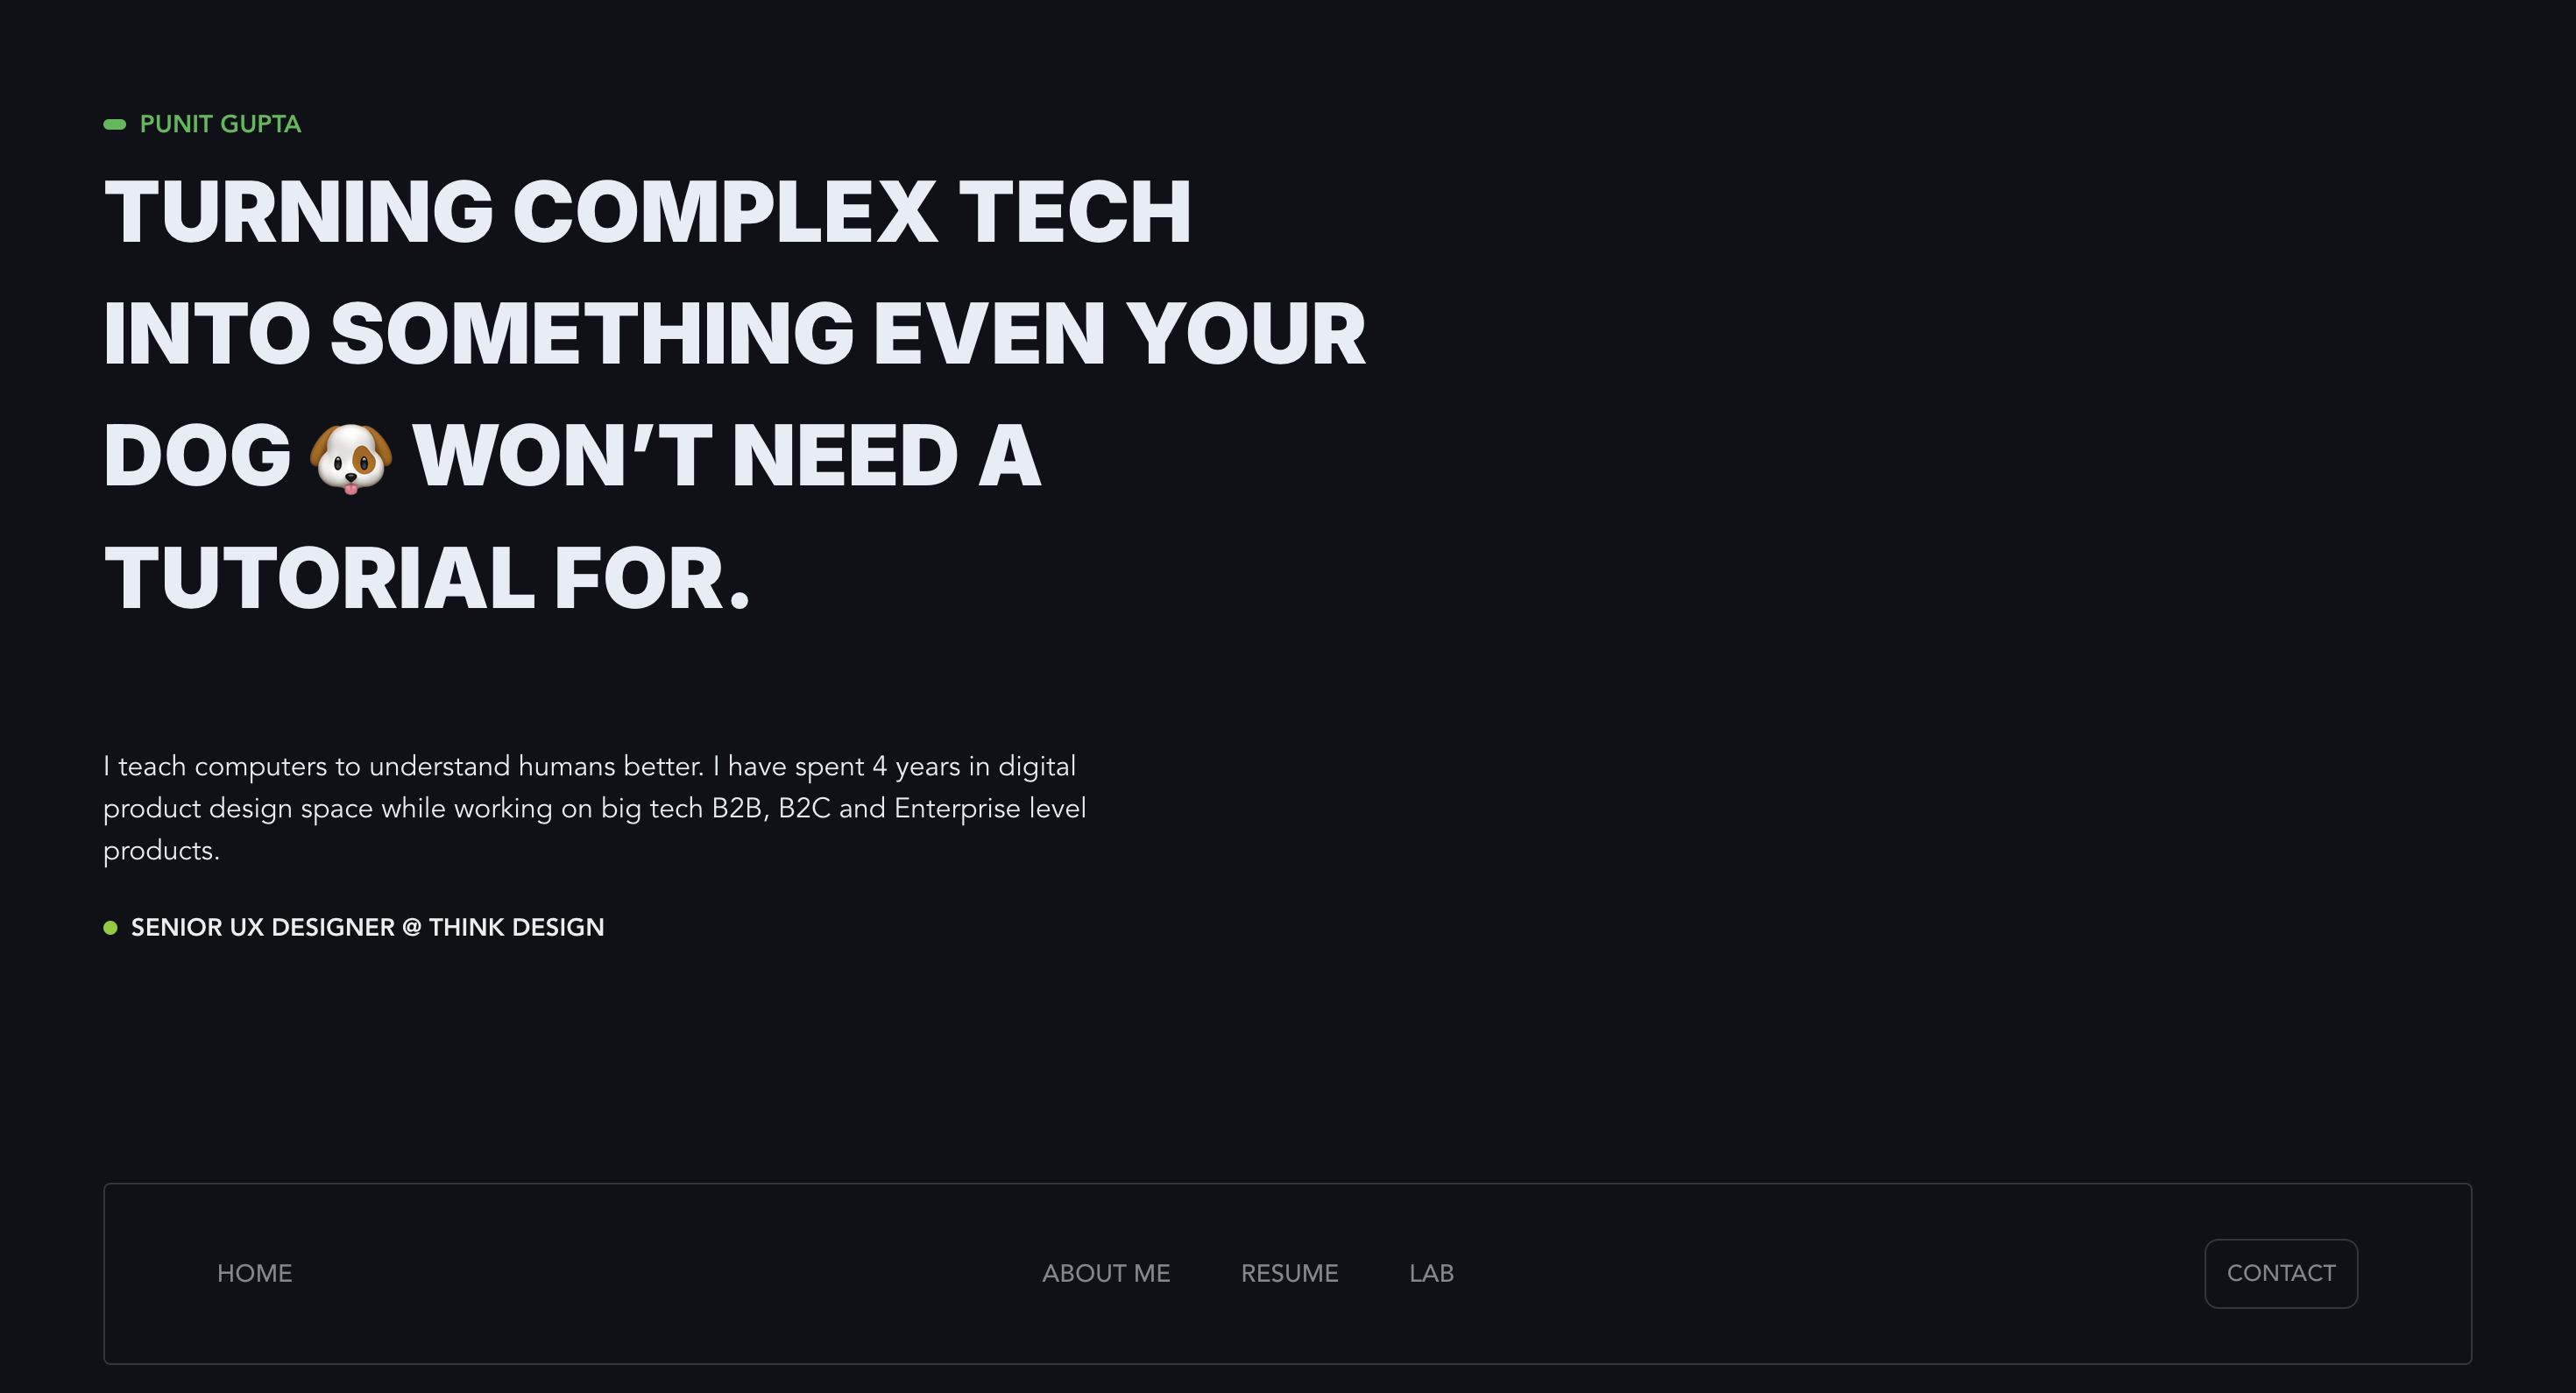 PUNIT GUPTA
TURNING COMPLEX TECH
INTO SOMETHING EVEN YOUR
DOG 🐶 WON’T NEED A
TUTORIAL FOR.
I teach computers to understand humans better. I have spent 4 years in digital
product design space while working on big tech B2B, B2C and Enterprise level
products.
SENIOR UX DESIGNER @ THINK DESIGN
HOME
ABOUT ME
RESUME
LAB
CONTACT